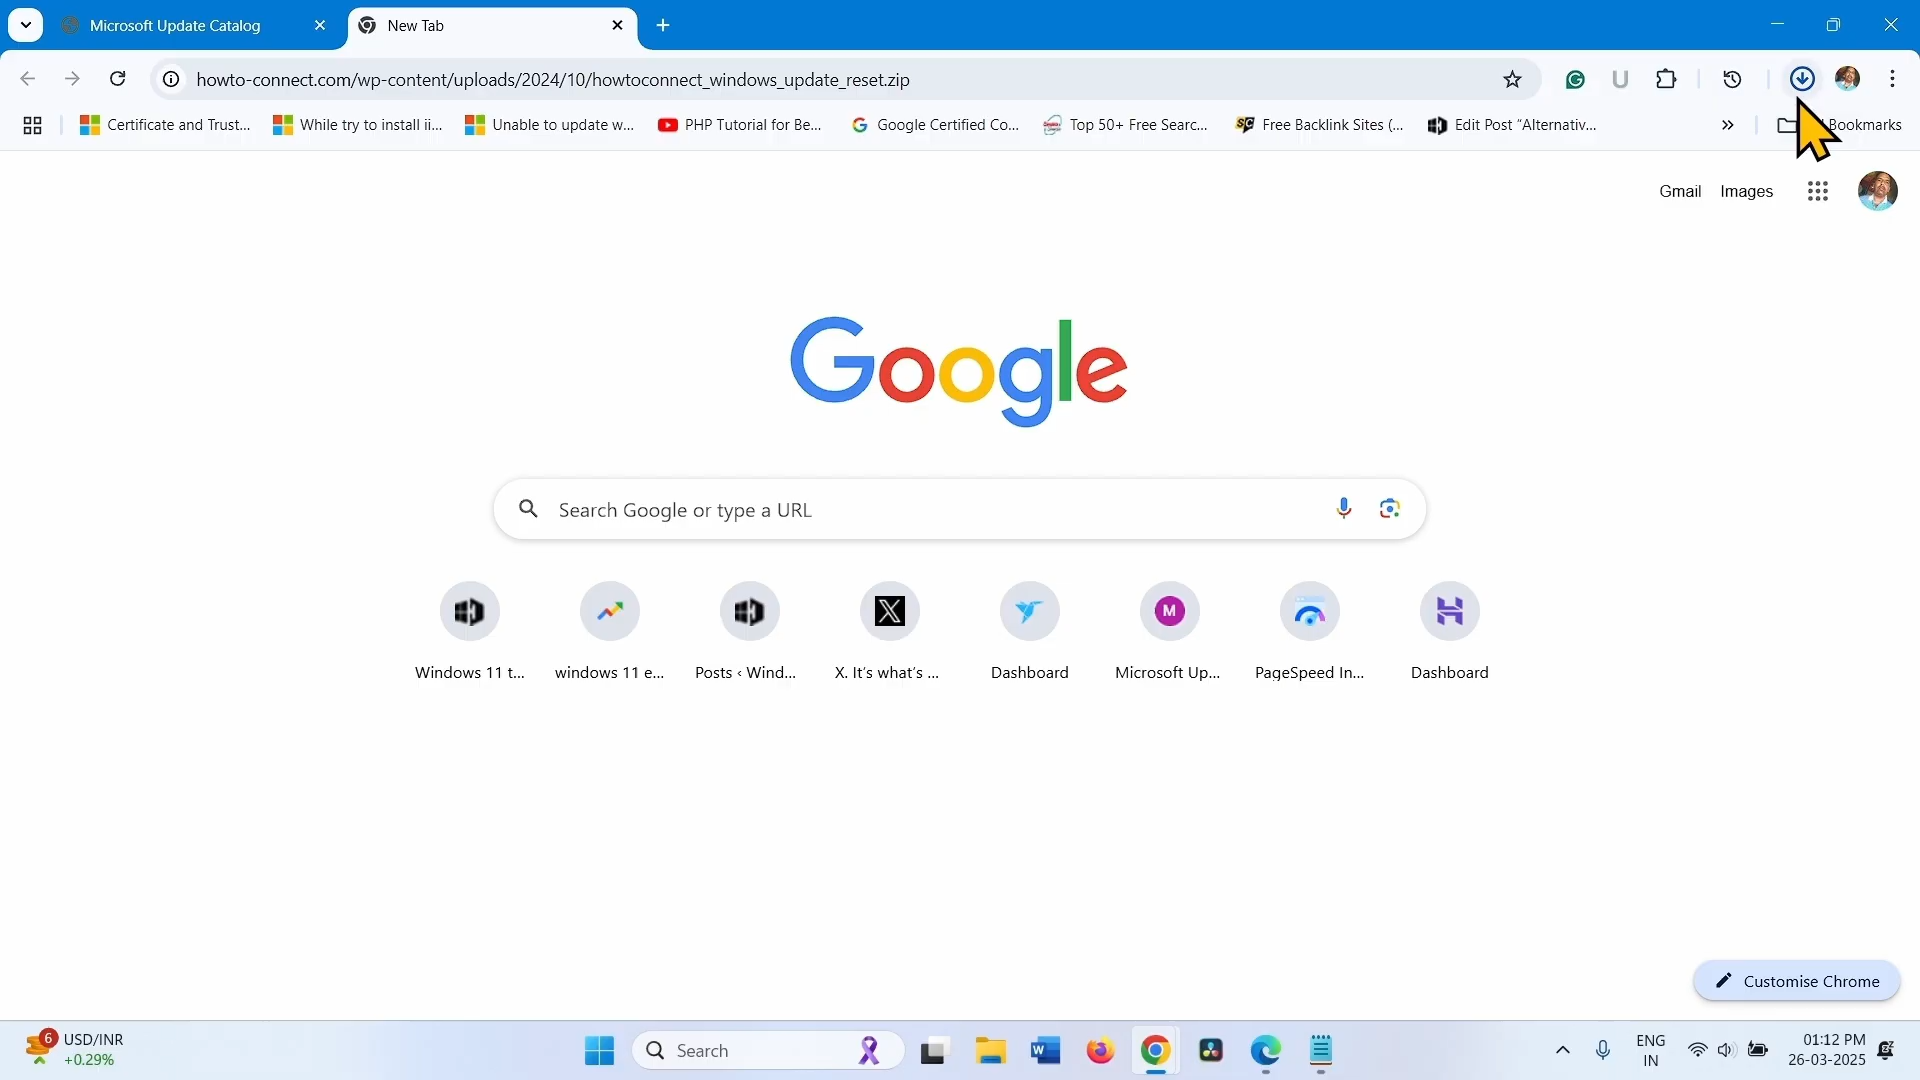 Microsoft Update Catalog
New Tab
howto-connect.com/wp-content/uploads/2024/10/howtoconnect_windows_update_reset.zip
Certificate and Trust...
While try to install ii...
Unable to update w...
PHP Tutorial for Be...
Google Certified Co...
Top 50+ Free Searc...
Free Backlink Sites (...
Edit Post “Alternativ...
Bookmarks
Gmail
Images
Google
Search Google or type a URL
M
Windows 11 t...
windows 11 e...
Posts ‹ Wind...
X. It’s what’s ...
Dashboard
Microsoft Up...
PageSpeed In...
Dashboard
Customise Chrome
6
USD/INR
+0.29%
Search
ENG
IN
01:12 PM
26-03-2025